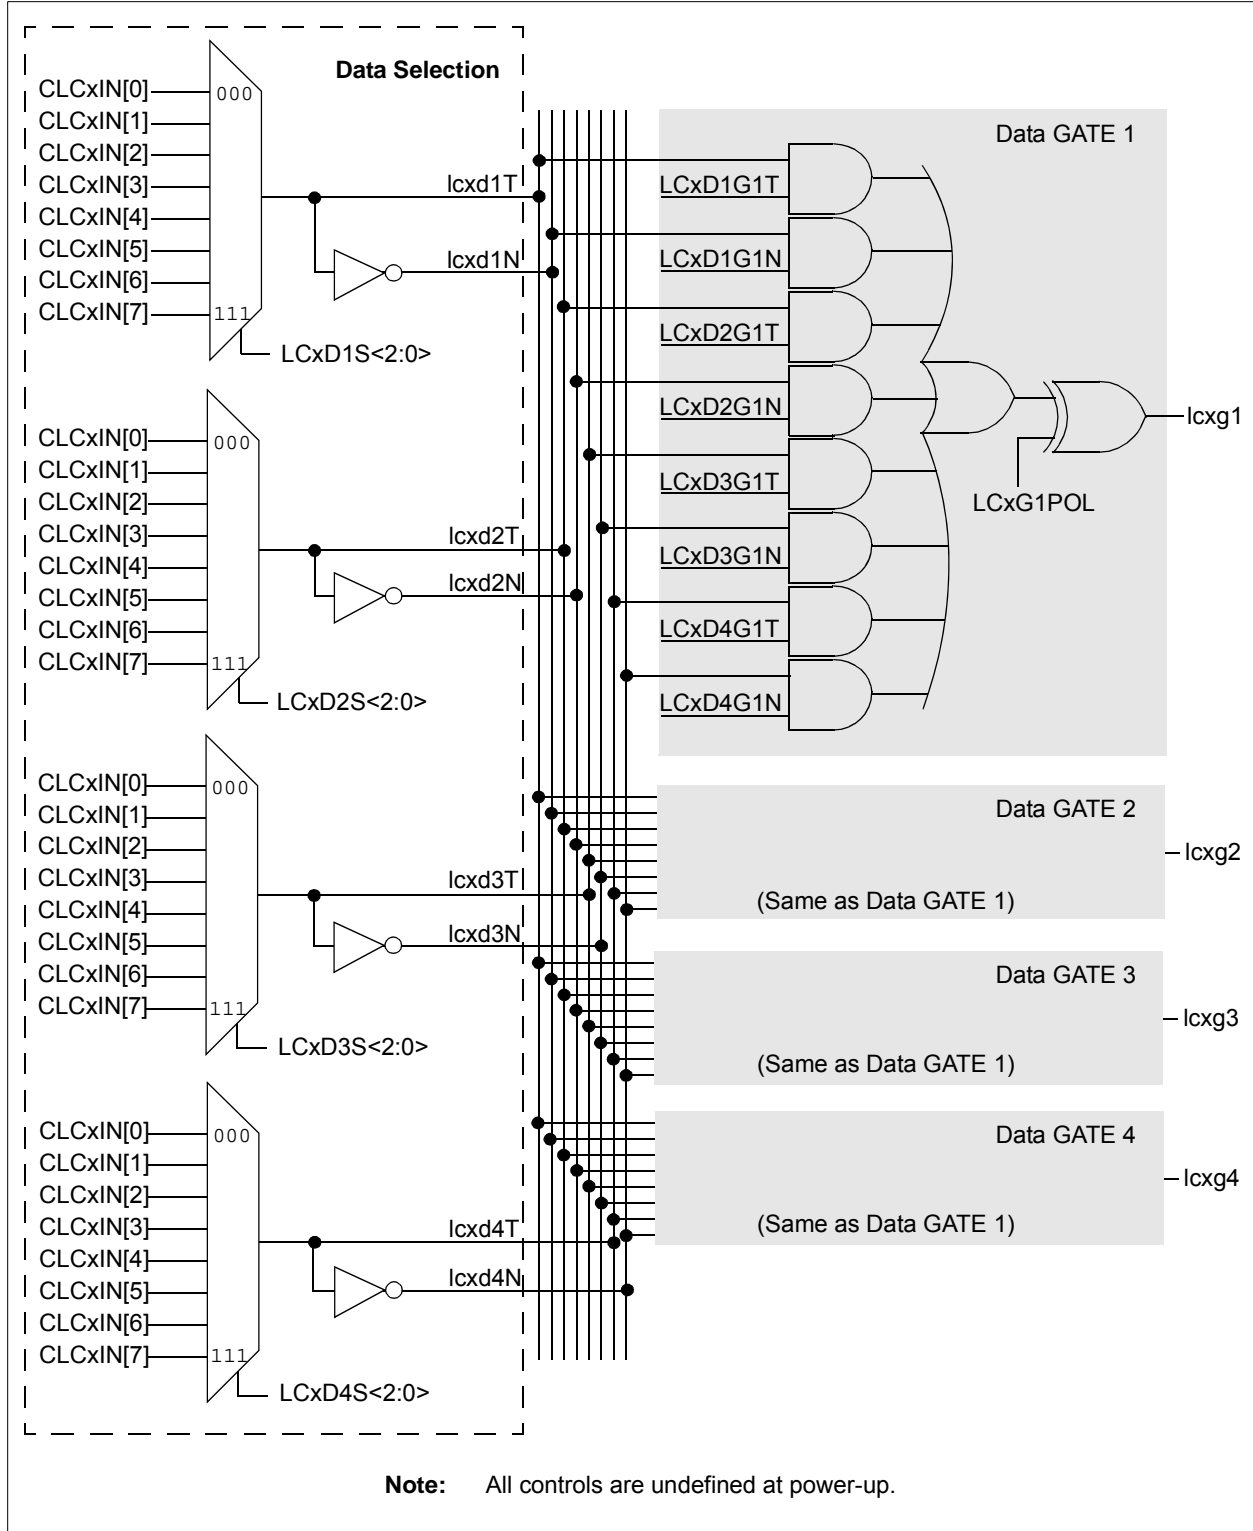 Data Selection
CLCxIN[0]
CLCxIN[1]
CLCxIN[2]
CLCxIN[3]
CLCxIN[4]
CLCxIN[5]
CLCxIN[6]
CLCxIN[7]
000
111
LCxD1S<2:0>
lcxd1T
lcxd1N
CLCxIN[0]
CLCxIN[1]
CLCxIN[2]
CLCxIN[3]
CLCxIN[4]
CLCxIN[5]
CLCxIN[6]
CLCxIN[7]
000
111
LCxD2S<2:0>
lcxd2T
lcxd2N
CLCxIN[0]
CLCxIN[1]
CLCxIN[2]
CLCxIN[3]
CLCxIN[4]
CLCxIN[5]
CLCxIN[6]
CLCxIN[7]
000
111
LCxD3S<2:0>
lcxd3T
lcxd3N
CLCxIN[0]
CLCxIN[1]
CLCxIN[2]
CLCxIN[3]
CLCxIN[4]
CLCxIN[5]
CLCxIN[6]
CLCxIN[7]
000
111
LCxD4S<2:0>
lcxd4T
lcxd4N
Data GATE 1
LCxD1G1T
LCxD1G1N
LCxD2G1T
LCxD2G1N
LCxD3G1T
LCxD3G1N
LCxD4G1T
LCxD4G1N
LCxG1POL
lcxg1
Data GATE 2
(Same as Data GATE 1)
lcxg2
Data GATE 3
(Same as Data GATE 1)
lcxg3
Data GATE 4
(Same as Data GATE 1)
lcxg4
Note: All controls are undefined at power-up.